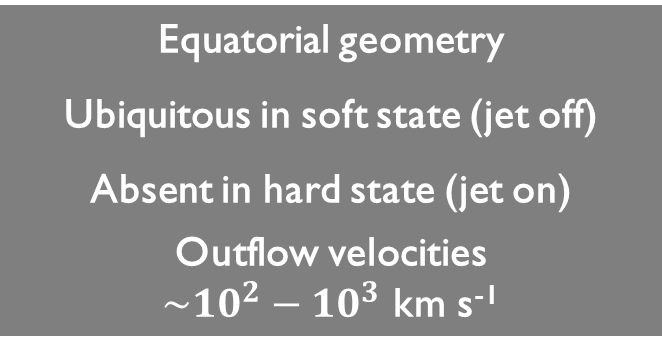 Equatorial geometry
Ubiquitous in soft state (jet off)
Absent in hard state (jet on)
Outflow velocities
~10² − 10³ km s⁻¹